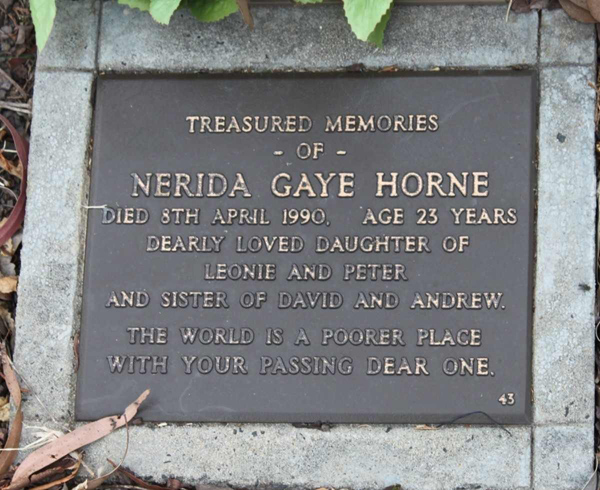 TREASURED MEMORIES
- OF -
NERIDA GAYE HORNE
DIED 8TH APRIL 1990, AGE 23 YEARS
DEARLY LOVED DAUGHTER OF
LEONIE AND PETER
AND SISTER OF DAVID AND ANDREW.
THE WORLD IS A POORER PLACE
WITH YOUR PASSING DEAR ONE.
43